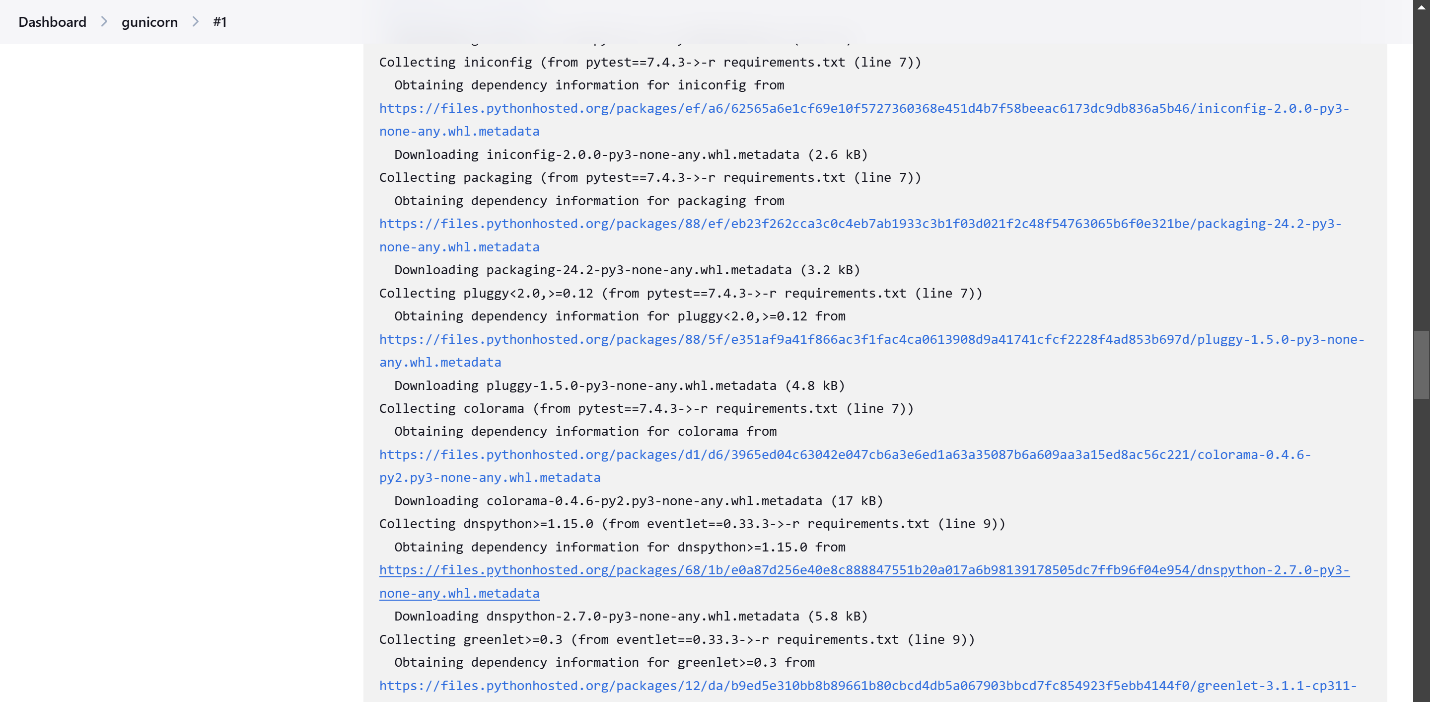 Dashboard > gunicorn > #1
Collecting iniconfig (from pytest==7.4.3->-r requirements.txt (line 7))
Obtaining dependency information for iniconfig from
https://files.pythonhosted.org/packages/ef/a6/62565a6e1cf69e10f5727360368e451d4b7f58beeac6173dc9db836a5b46/iniconfig-2.0.0-py3-
none-any.whl.metadata
Downloading iniconfig-2.0.0-py3-none-any.whl.metadata (2.6 kB)
Collecting packaging (from pytest==7.4.3->-r requirements.txt (line 7))
Obtaining dependency information for packaging from
https://files.pythonhosted.org/packages/88/ef/eb23f262cca3c0c4eb7ab1933c3b1f03d021f2c48f54763065b6f0e321be/packaging-24.2-py3-
none-any.whl.metadata
Downloading packaging-24.2-py3-none-any.whl.metadata (3.2 kB)
Collecting pluggy<2.0,>=0.12 (from pytest==7.4.3->-r requirements.txt (line 7))
Obtaining dependency information for pluggy<2.0,>=0.12 from
https://files.pythonhosted.org/packages/88/5f/e351af9a41f866ac3f1fac4ca0613908d9a41741cfcf2228f4ad853b697d/pluggy-1.5.0-py3-none-
any.whl.metadata
Downloading pluggy-1.5.0-py3-none-any.whl.metadata (4.8 kB)
Collecting colorama (from pytest==7.4.3->-r requirements.txt (line 7))
Obtaining dependency information for colorama from
https://files.pythonhosted.org/packages/d1/d6/3965ed04c63042e047cb6a3e6ed1a63a35087b6a609aa3a15ed8ac56c221/colorama-0.4.6-
py2.py3-none-any.whl.metadata
Downloading colorama-0.4.6-py2.py3-none-any.whl.metadata (17 kB)
Collecting dnspython>=1.15.0 (from eventlet==0.33.3->-r requirements.txt (line 9))
Obtaining dependency information for dnspython>=1.15.0 from
https://files.pythonhosted.org/packages/68/1b/e0a87d256e40e8c888847551b20a017a6b98139178505dc7ffb96f04e954/dnspython-2.7.0-py3-
none-any.whl.metadata
Downloading dnspython-2.7.0-py3-none-any.whl.metadata (5.8 kB)
Collecting greenlet>=0.3 (from eventlet==0.33.3->-r requirements.txt (line 9))
Obtaining dependency information for greenlet>=0.3 from
https://files.pythonhosted.org/packages/12/da/b9ed5e310bb8b89661b80cbcd4db5a067903bbcd7fc854923f5ebb4144f0/greenlet-3.1.1-cp311-